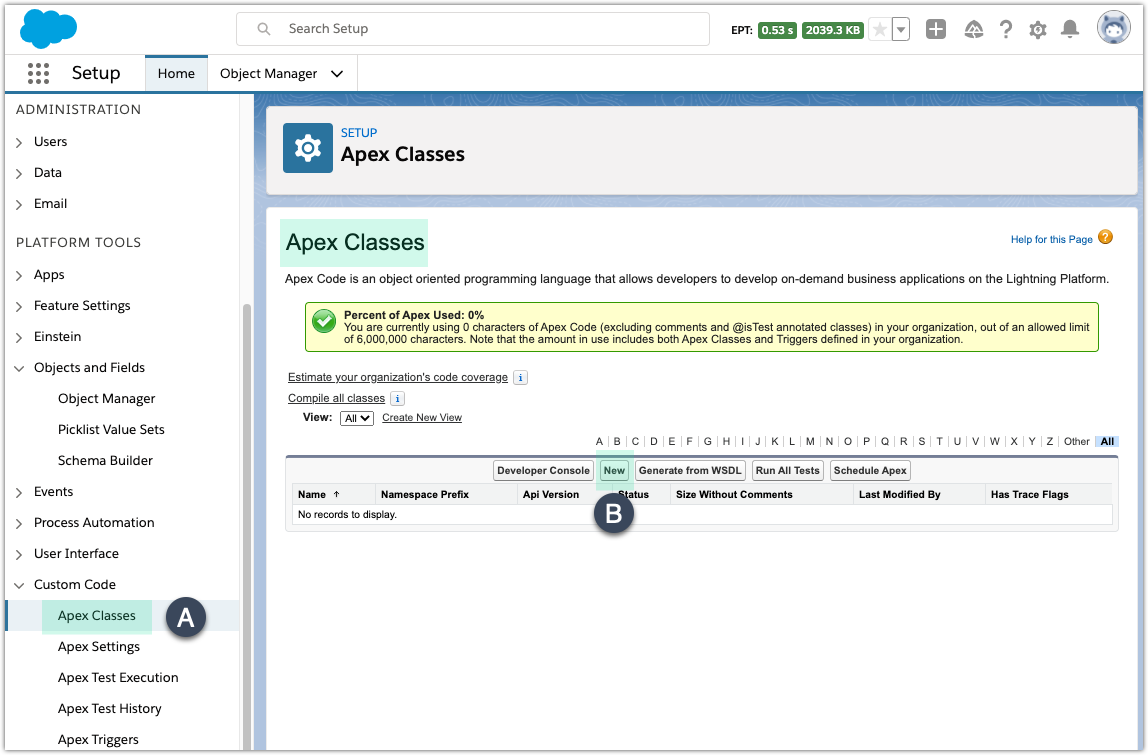 Search Setup
EPT: 0.53 s 2039.3 KB
Setup Home Object Manager
ADMINISTRATION
Users
Data
Email
PLATFORM TOOLS
Apps
Feature Settings
Einstein
Objects and Fields
Object Manager
Picklist Value Sets
Schema Builder
Events
Process Automation
User Interface
Custom Code
Apex Classes
A
Apex Settings
Apex Test Execution
Apex Test History
Apex Triggers
SETUP
Apex Classes
Apex Classes
Help for this Page ?
Apex Code is an object oriented programming language that allows developers to develop on-demand business applications on the Lightning Platform.
Percent of Apex Used: 0%
You are currently using 0 characters of Apex Code (excluding comments and @isTest annotated classes) in your organization, out of an allowed limit
of 6,000,000 characters. Note that the amount in use includes both Apex Classes and Triggers defined in your organization.
Estimate your organization's code coverage i
Compile all classes i
View: All Create New View
A | B | C | D | E | F | G | H | I | J | K | L | M | N | O | P | Q | R | S | T | U | V | W | X | Y | Z | Other | All
Developer Console New Generate from WSDL Run All Tests Schedule Apex
Name ↑ Namespace Prefix Api Version Status Size Without Comments Last Modified By Has Trace Flags
No records to display.
B